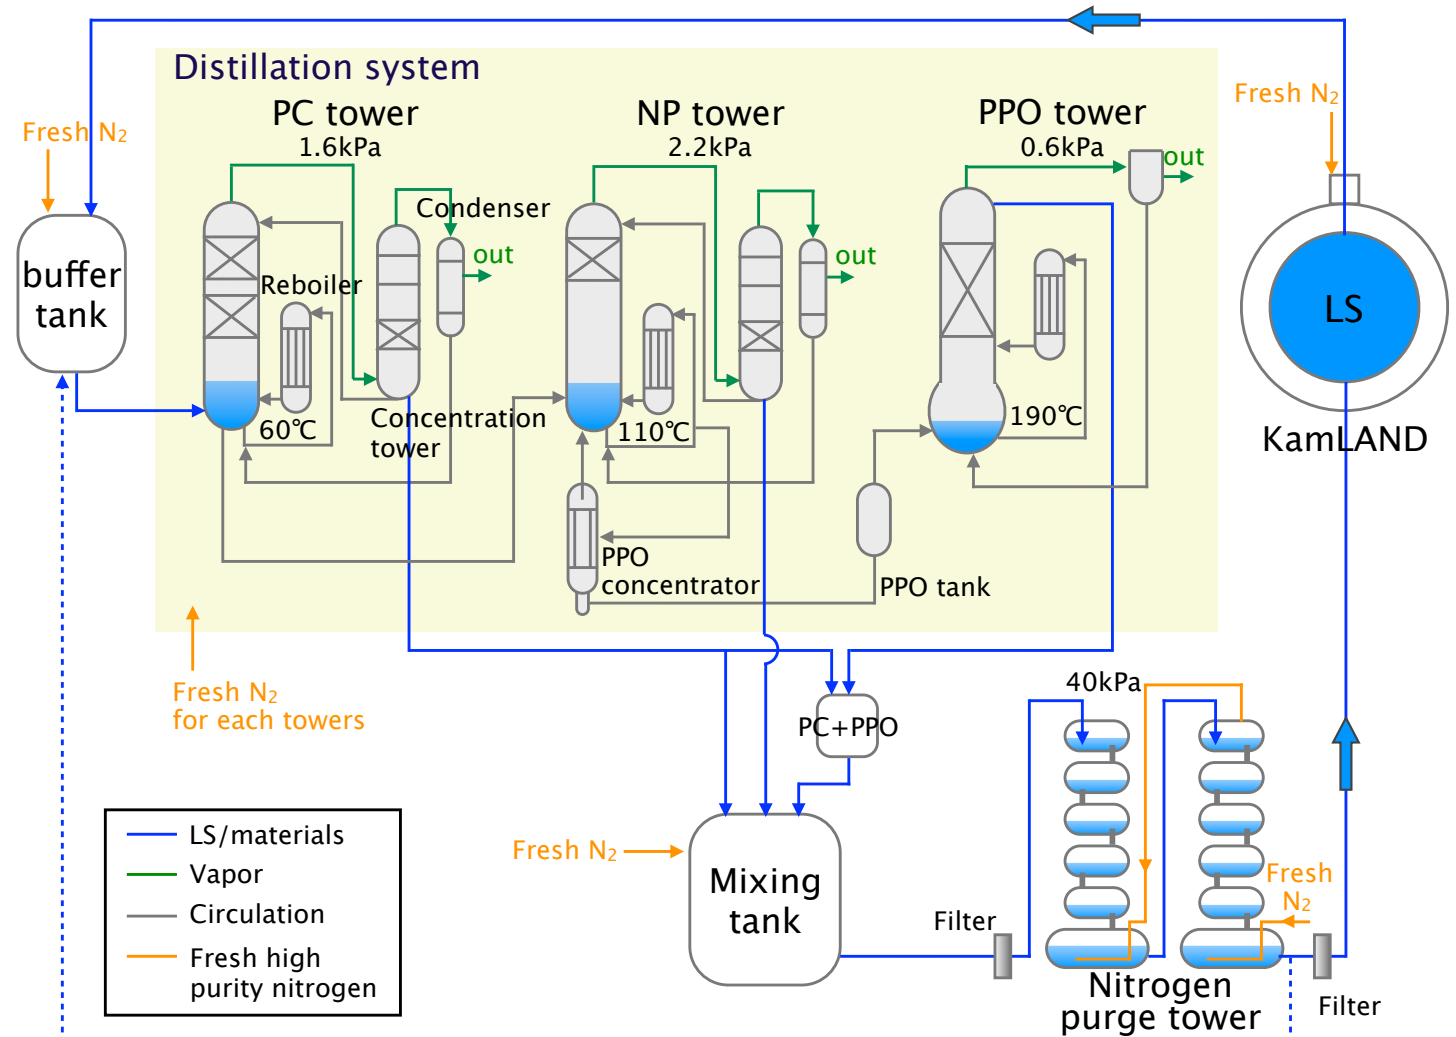 Distillation system
PC tower
1.6kPa
NP tower
2.2kPa
PPO tower
0.6kPa
Fresh N2
Fresh N2
buffer
tank
Condenser
out
out
out
Reboiler
60℃
Concentration
tower
110℃
190℃
LS
KamLAND
PPO
concentrator
PPO tank
Fresh N2
for each towers
PC+PPO
40kPa
Fresh N2
Mixing
tank
Filter
Fresh
N2
Nitrogen
purge tower
Filter
LS/materials
Vapor
Circulation
Fresh high
purity nitrogen